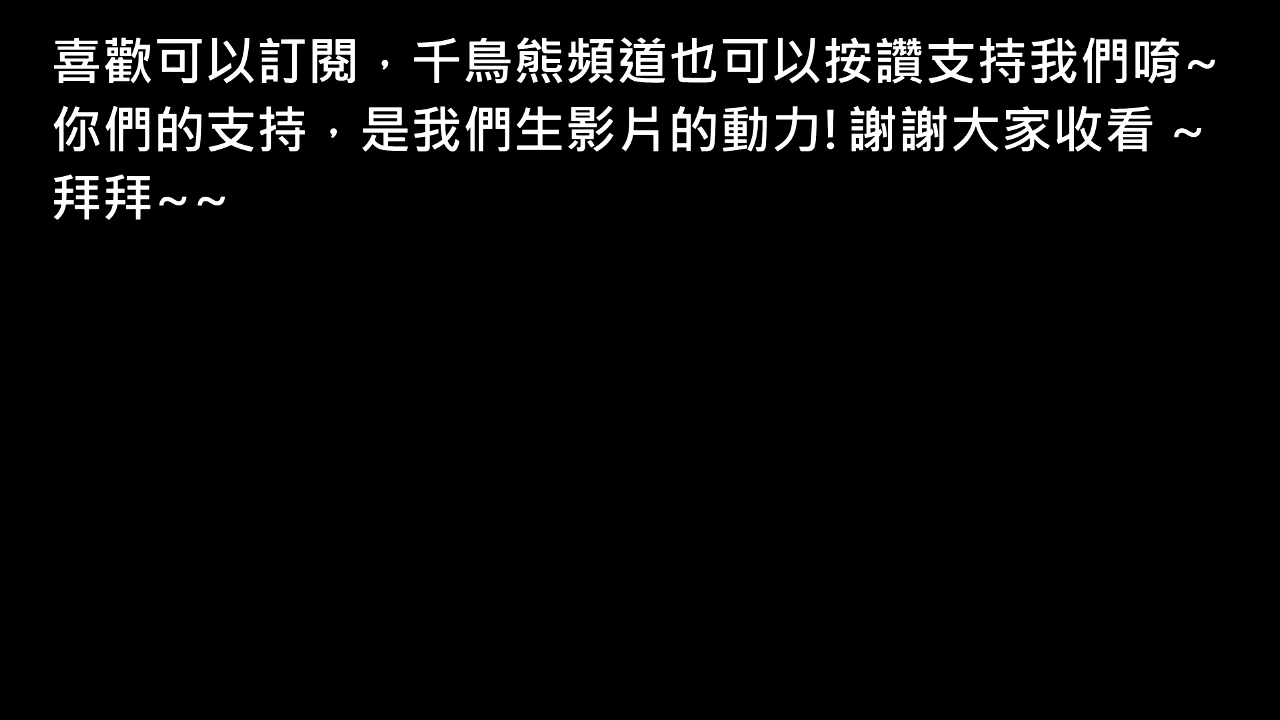 喜歡可以訂閱，千鳥熊頻道也可以按讚支持我們唷~
你們的支持，是我們生影片的動力! 謝謝大家收看 ~
拜拜~~